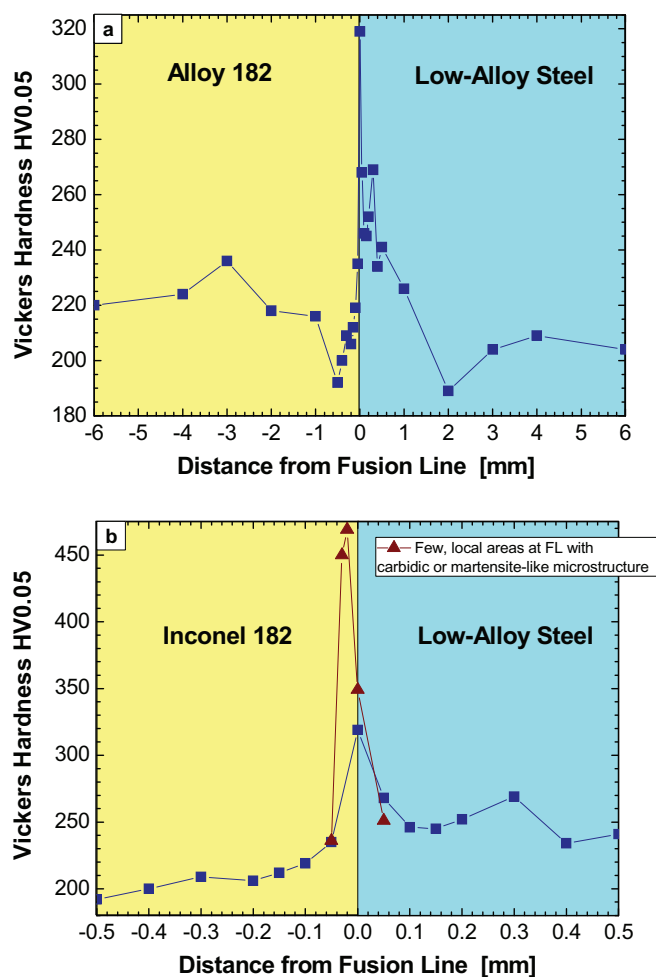 a
320
300
280
260
240
220
200
180
Vickers Hardness HV0.05
Alloy 182
Low-Alloy Steel
-6 -5 -4 -3 -2 -1 0 1 2 3 4 5 6
Distance from Fusion Line [mm]
b
450
400
350
300
250
200
Vickers Hardness HV0.05
Few, local areas at FL with
carbidic or martensite-like microstructure
Inconel 182
Low-Alloy Steel
-0.5 -0.4 -0.3 -0.2 -0.1 0.0 0.1 0.2 0.3 0.4 0.5
Distance from Fusion Line [mm]